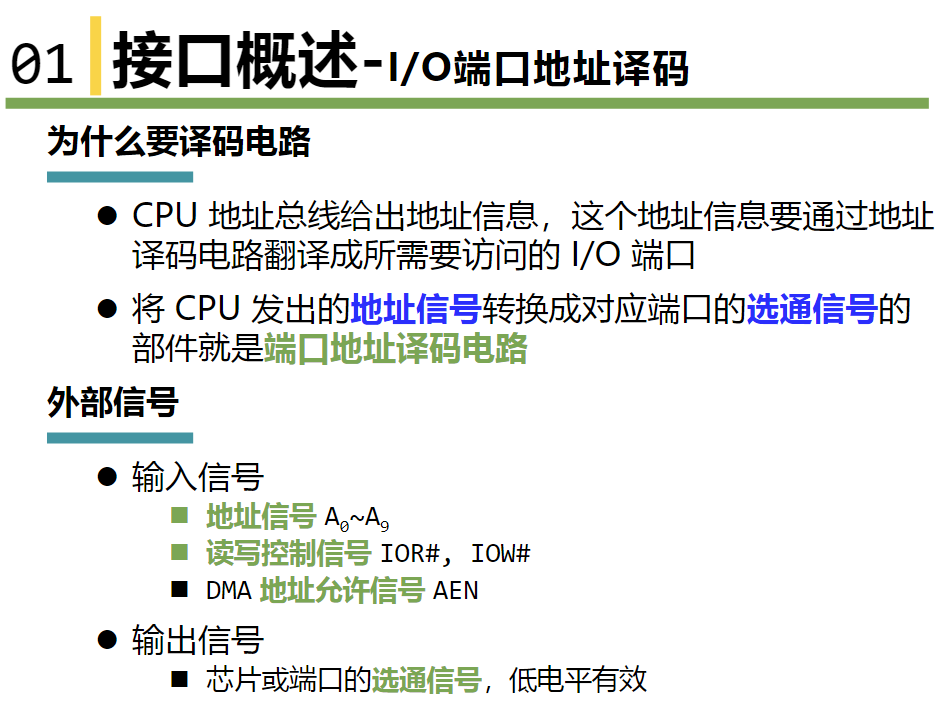 01 接口概述-I/O端口地址译码
为什么要译码电路
● CPU 地址总线给出地址信息，这个地址信息要通过地址
译码电路翻译成所需要访问的 I/O 端口
● 将 CPU 发出的地址信号转换成对应端口的选通信号的
部件就是端口地址译码电路
外部信号
● 输入信号
■ 地址信号 A₀~A₉
■ 读写控制信号 IOR#, IOW#
■ DMA 地址允许信号 AEN
● 输出信号
■ 芯片或端口的选通信号，低电平有效